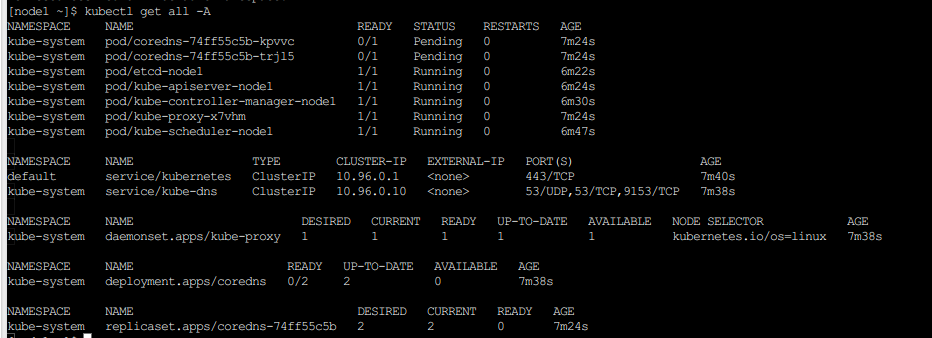 [node1 ~]$ kubectl get all -A
NAMESPACE NAME READY STATUS RESTARTS AGE
kube-system pod/coredns-74ff55c5b-kpvvc 0/1 Pending 0 7m24s
kube-system pod/coredns-74ff55c5b-trjl5 0/1 Pending 0 7m24s
kube-system pod/etcd-node1 1/1 Running 0 6m22s
kube-system pod/kube-apiserver-node1 1/1 Running 0 6m24s
kube-system pod/kube-controller-manager-node1 1/1 Running 0 6m30s
kube-system pod/kube-proxy-x7vhm 1/1 Running 0 7m24s
kube-system pod/kube-scheduler-node1 1/1 Running 0 6m47s
NAMESPACE NAME TYPE CLUSTER-IP EXTERNAL-IP PORT(S) AGE
default service/kubernetes ClusterIP 10.96.0.1 <none> 443/TCP 7m40s
kube-system service/kube-dns ClusterIP 10.96.0.10 <none> 53/UDP,53/TCP,9153/TCP 7m38s
NAMESPACE NAME DESIRED CURRENT READY UP-TO-DATE AVAILABLE NODE SELECTOR AGE
kube-system daemonset.apps/kube-proxy 1 1 1 1 1 kubernetes.io/os=linux 7m38s
NAMESPACE NAME READY UP-TO-DATE AVAILABLE AGE
kube-system deployment.apps/coredns 0/2 2 0 7m38s
NAMESPACE NAME DESIRED CURRENT READY AGE
kube-system replicaset.apps/coredns-74ff55c5b 2 2 0 7m24s